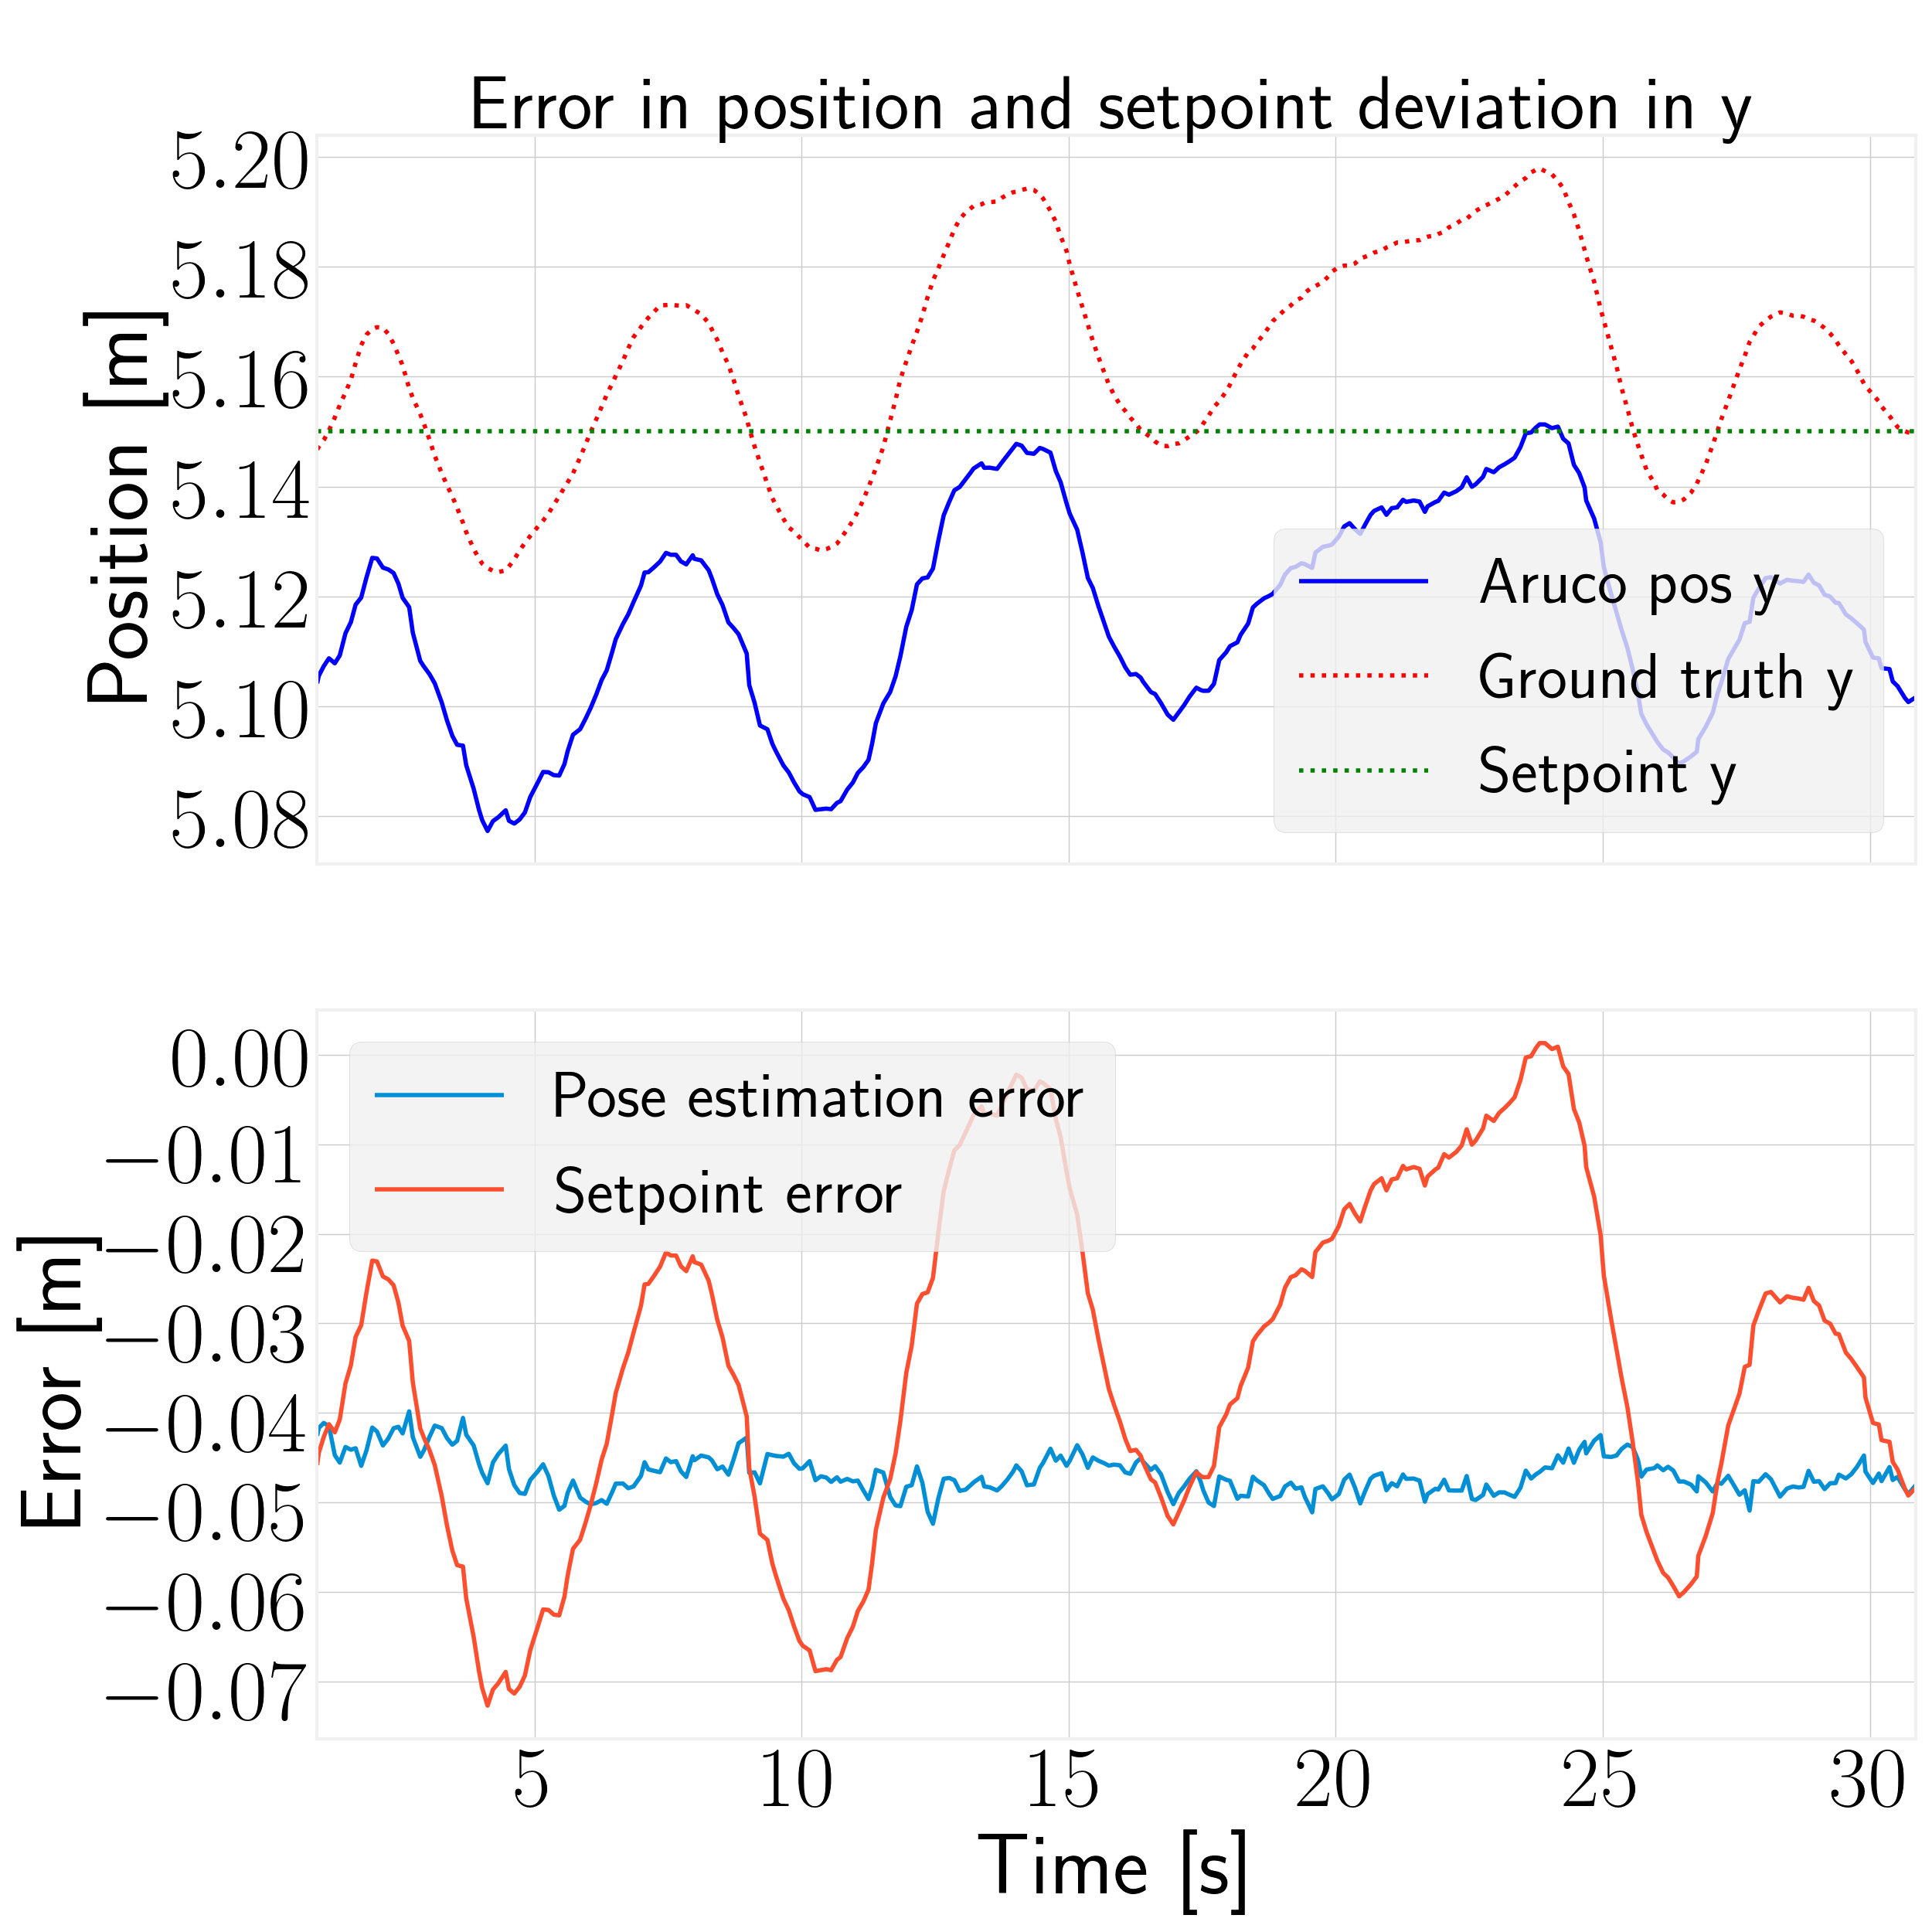 Error in position and setpoint deviation in y
5.20
5.18
5.16
5.14
5.12
5.10
5.08
Position [m]
Aruco pos y
Ground truth y
Setpoint y
0.00
−0.01
−0.02
−0.03
−0.04
−0.05
−0.06
−0.07
Error [m]
Pose estimation error
Setpoint error
5 10 15 20 25 30
Time [s]